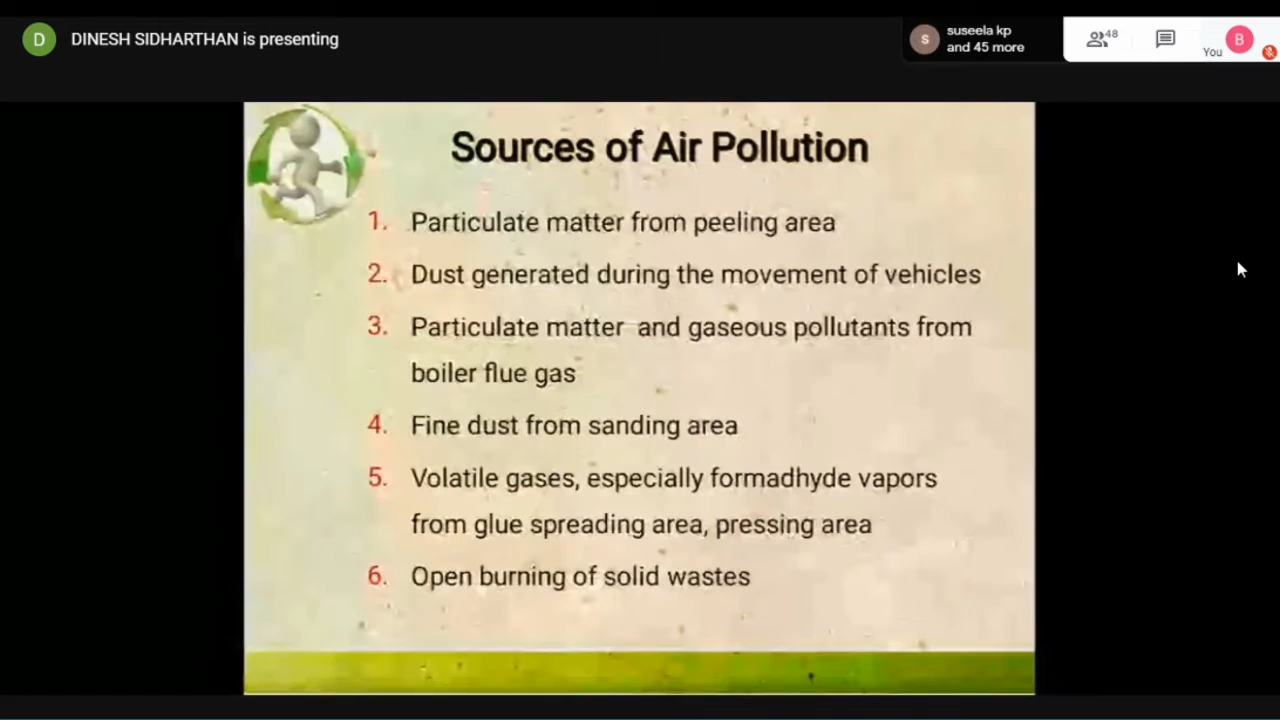 D DINESH SIDHARTHAN is presenting
S suseela kp
and 45 more
48
You B
Sources of Air Pollution
1. Particulate matter from peeling area
2. Dust generated during the movement of vehicles
3. Particulate matter and gaseous pollutants from
boiler flue gas
4. Fine dust from sanding area
5. Volatile gases, especially formadhyde vapors
from glue spreading area, pressing area
6. Open burning of solid wastes